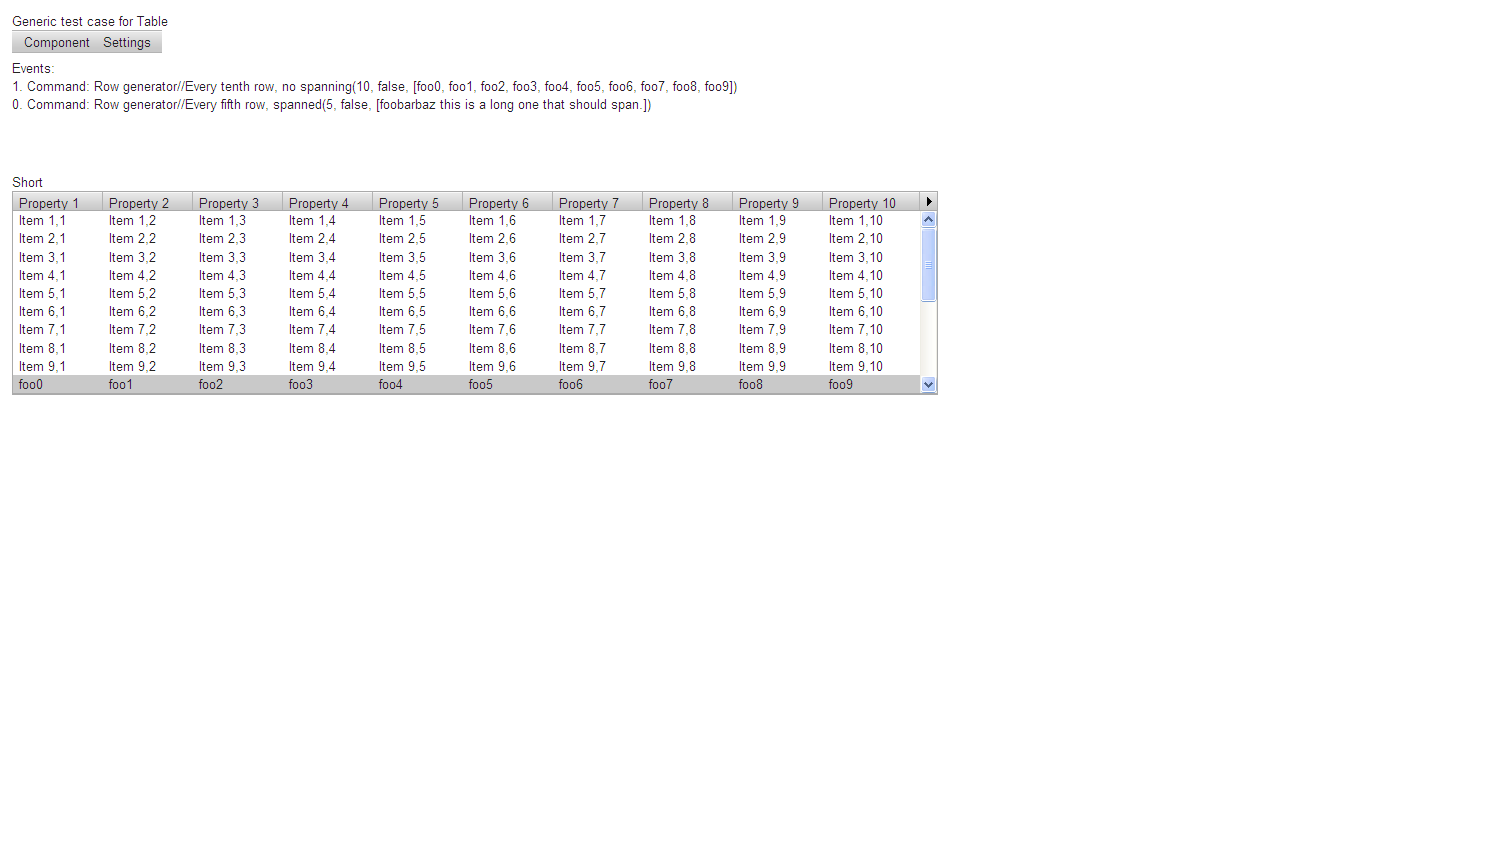 Generic test case for Table
Component Settings
Events:
1. Command: Row generator//Every tenth row, no spanning(10, false, [foo0, foo1, foo2, foo3, foo4, foo5, foo6, foo7, foo8, foo9])
0. Command: Row generator//Every fifth row, spanned(5, false, [foobarbaz this is a long one that should span.])
Short
Property 1 Property 2 Property 3 Property 4 Property 5 Property 6 Property 7 Property 8 Property 9 Property 10
Item 1,1 Item 1,2 Item 1,3 Item 1,4 Item 1,5 Item 1,6 Item 1,7 Item 1,8 Item 1,9 Item 1,10
Item 2,1 Item 2,2 Item 2,3 Item 2,4 Item 2,5 Item 2,6 Item 2,7 Item 2,8 Item 2,9 Item 2,10
Item 3,1 Item 3,2 Item 3,3 Item 3,4 Item 3,5 Item 3,6 Item 3,7 Item 3,8 Item 3,9 Item 3,10
Item 4,1 Item 4,2 Item 4,3 Item 4,4 Item 4,5 Item 4,6 Item 4,7 Item 4,8 Item 4,9 Item 4,10
Item 5,1 Item 5,2 Item 5,3 Item 5,4 Item 5,5 Item 5,6 Item 5,7 Item 5,8 Item 5,9 Item 5,10
Item 6,1 Item 6,2 Item 6,3 Item 6,4 Item 6,5 Item 6,6 Item 6,7 Item 6,8 Item 6,9 Item 6,10
Item 7,1 Item 7,2 Item 7,3 Item 7,4 Item 7,5 Item 7,6 Item 7,7 Item 7,8 Item 7,9 Item 7,10
Item 8,1 Item 8,2 Item 8,3 Item 8,4 Item 8,5 Item 8,6 Item 8,7 Item 8,8 Item 8,9 Item 8,10
Item 9,1 Item 9,2 Item 9,3 Item 9,4 Item 9,5 Item 9,6 Item 9,7 Item 9,8 Item 9,9 Item 9,10
foo0 foo1 foo2 foo3 foo4 foo5 foo6 foo7 foo8 foo9